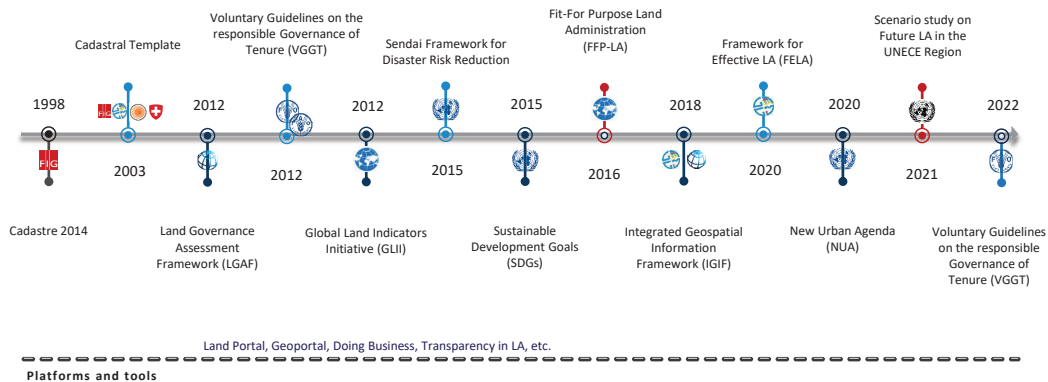 Cadastral Template
Voluntary Guidelines on the
responsible Governance of
Tenure (VGGT)
Sendai Framework for
Disaster Risk Reduction
Fit-For Purpose Land
Administration
(FFP-LA)
Framework for
Effective LA (FELA)
Scenario study on
Future LA in the
UNECE Region
1998
2012
2012
2015
2018
2020
2022
FIG
FIG
2003
2012
2015
2016
2020
2021
Cadastre 2014
Land Governance
Assessment
Framework (LGAF)
Global Land Indicators
Initiative (GLII)
Sustainable
Development Goals
(SDGs)
Integrated Geospatial
Information
Framework (IGIF)
New Urban Agenda
(NUA)
Voluntary Guidelines
on the responsible
Governance of
Tenure (VGGT)
Land Portal, Geoportal, Doing Business, Transparency in LA, etc.
Platforms and tools